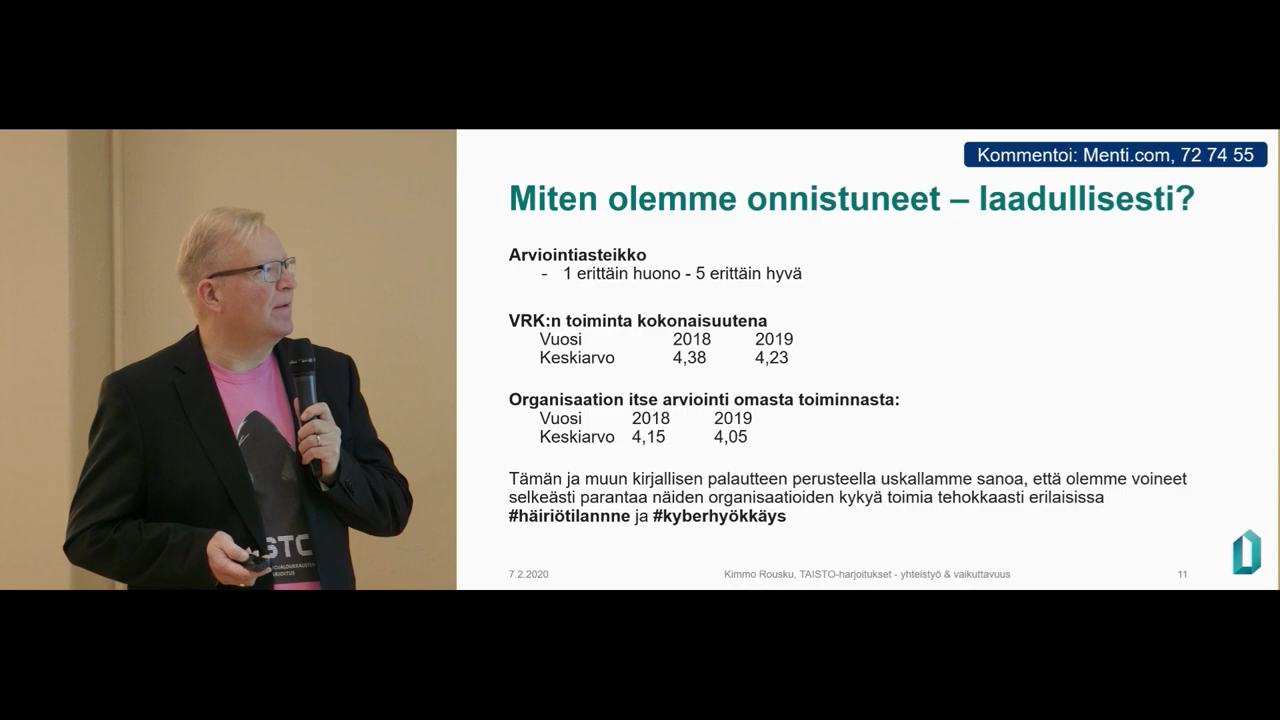 Kommentoi: Menti.com, 72 74 55
Miten olemme onnistuneet – laadullisesti?
Arviointiasteikko
- 1 erittäin huono - 5 erittäin hyvä
VRK:n toiminta kokonaisuutena
Vuosi 2018 2019
Keskiarvo 4,38 4,23
Organisaation itse arviointi omasta toiminnasta:
Vuosi 2018 2019
Keskiarvo 4,15 4,05
Tämän ja muun kirjallisen palautteen perusteella uskallamme sanoa, että olemme voineet
selkeästi parantaa näiden organisaatioiden kykyä toimia tehokkaasti erilaisissa
#häiriötilannne ja #kyberhyökkäys
7.2.2020 Kimmo Rousku, TAISTO-harjoitukset - yhteistyö & vaikuttavuus 11